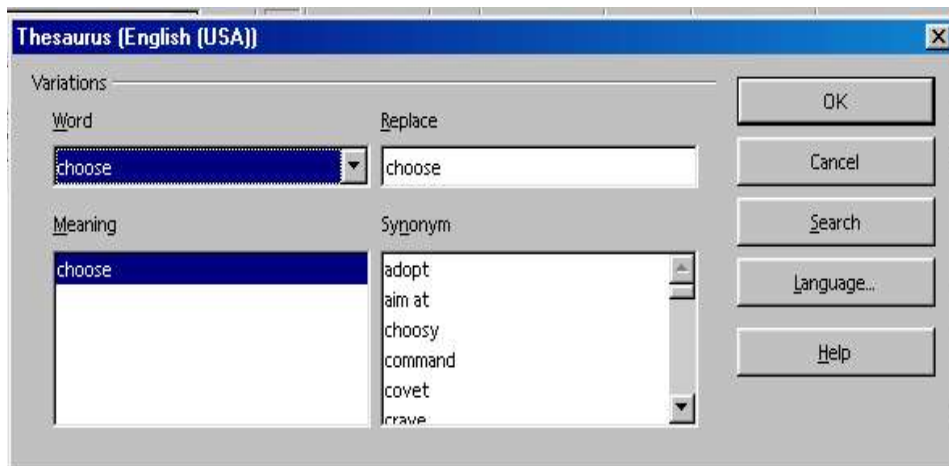 Thesaurus (English (USA))
Variations
Word
Replace
choose
choose
Meaning
Synonym
choose
adopt
aim at
choosy
command
covet
crave
OK
Cancel
Search
Language...
Help